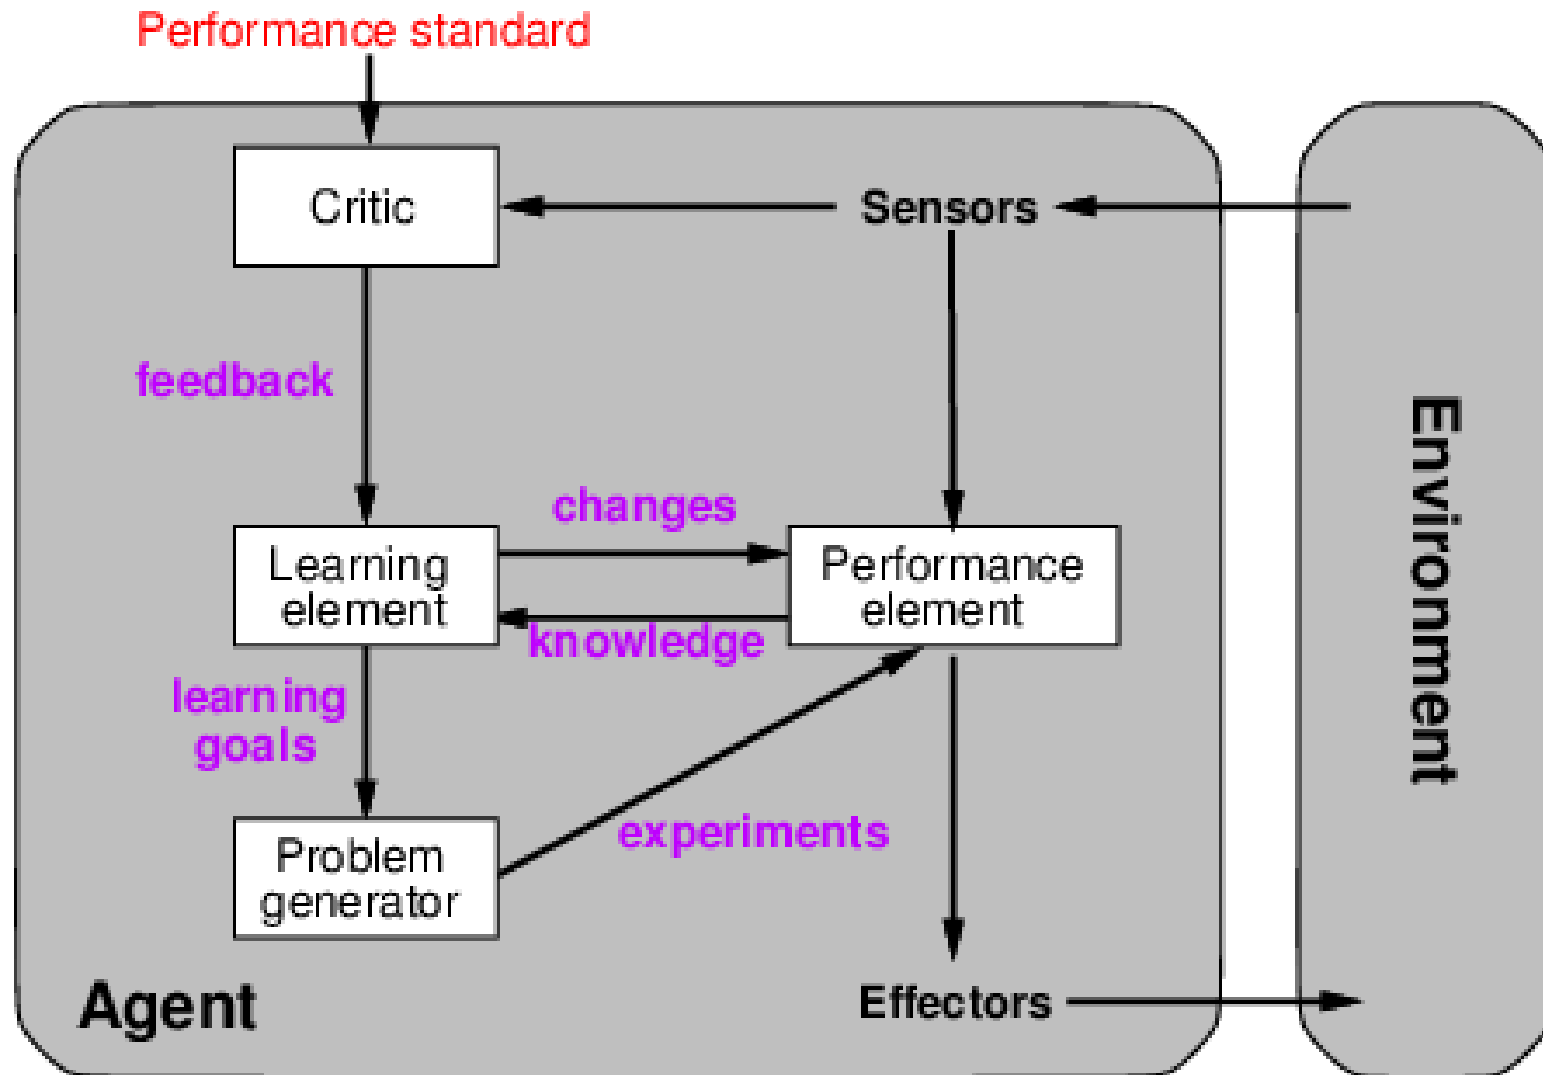 Performance standard
Critic
Sensors
feedback
changes
Learning
element
Performance
element
knowledge
learning
goals
experiments
Problem
generator
Agent
Effectors
Environment